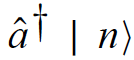 â† | n⟩